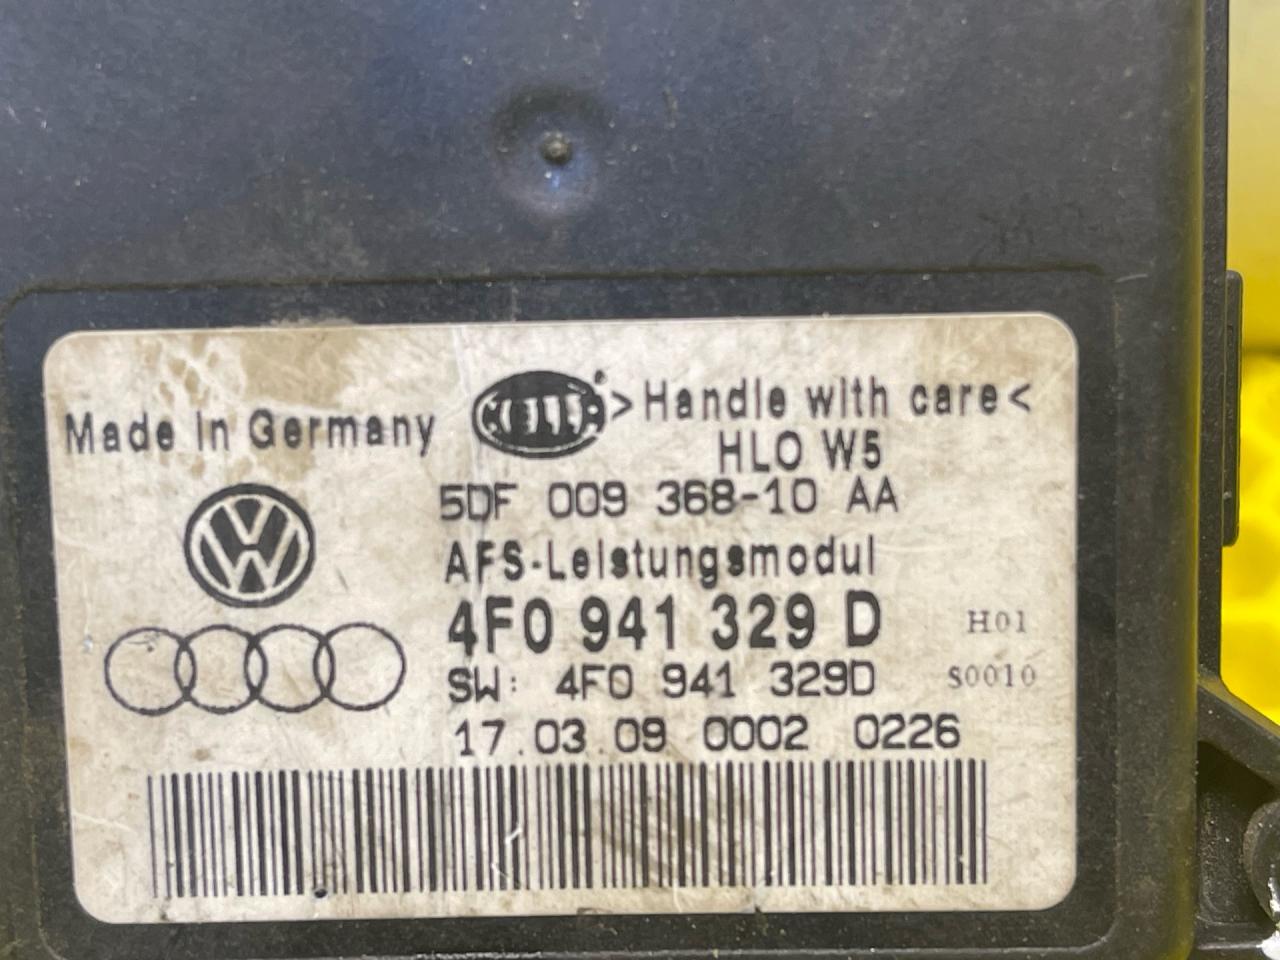 Made in Germany HELLA >Handle with care<
HLO W5
5DF 009 368-10 AA
AFS-Leistungsmodul
4F0 941 329 D H01
SW: 4F0 941 329D S0010
17.03.09 0002 0226